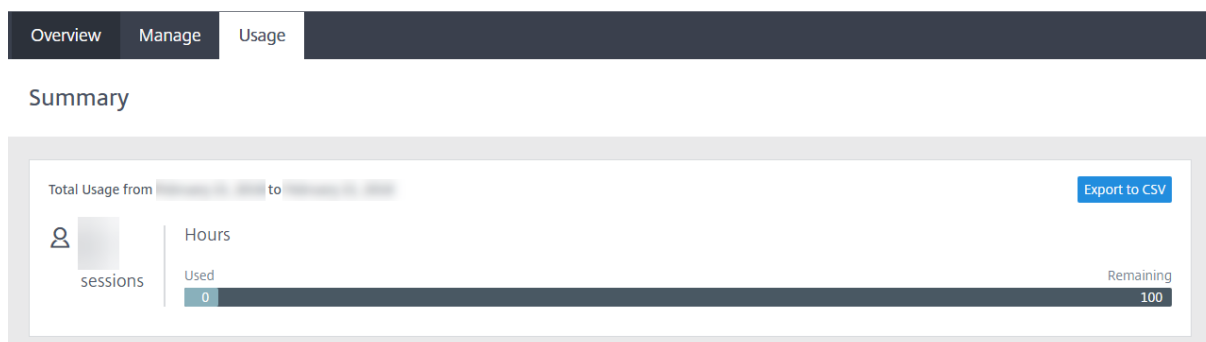 Overview Manage Usage
Summary
Total Usage from to
Export to CSV
Hours
sessions
Used Remaining
0 100